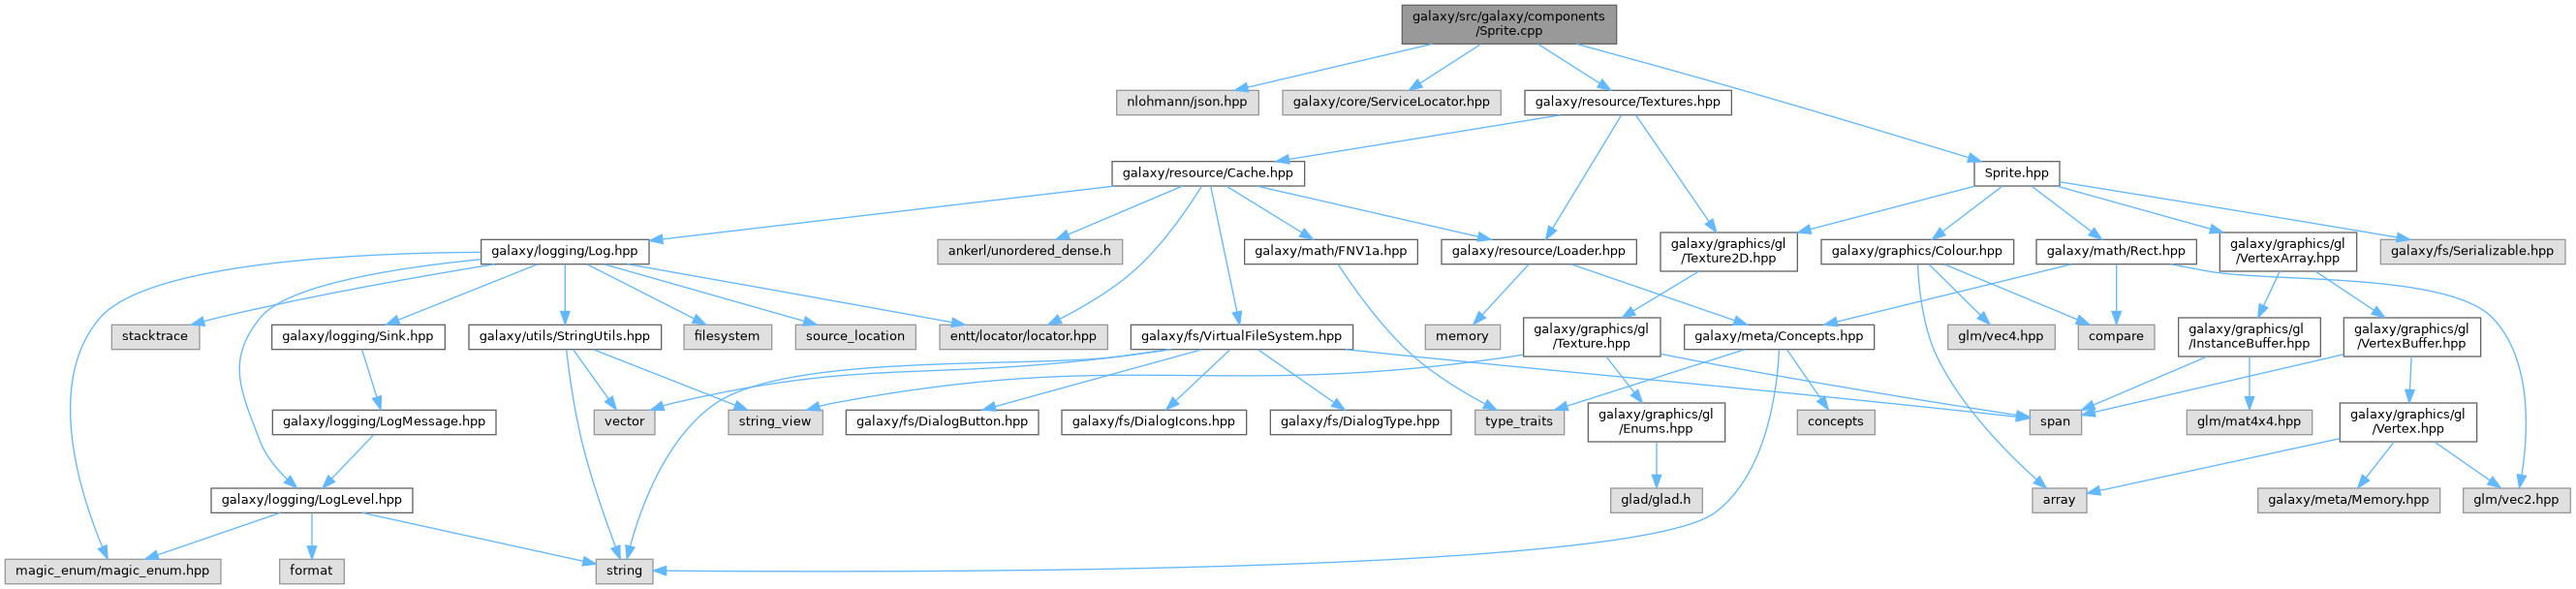 galaxy/src/galaxy/components
/Sprite.cpp
nlohmann/json.hpp
galaxy/core/ServiceLocator.hpp
galaxy/resource/Textures.hpp
galaxy/resource/Cache.hpp
Sprite.hpp
galaxy/logging/Log.hpp
ankerl/unordered_dense.h
galaxy/math/FNV1a.hpp
galaxy/resource/Loader.hpp
galaxy/graphics/gl
/Texture2D.hpp
galaxy/graphics/Colour.hpp
galaxy/math/Rect.hpp
galaxy/graphics/gl
/VertexArray.hpp
galaxy/fs/Serializable.hpp
stacktrace
galaxy/logging/Sink.hpp
galaxy/utils/StringUtils.hpp
filesystem
source_location
entt/locator/locator.hpp
galaxy/fs/VirtualFileSystem.hpp
memory
galaxy/graphics/gl
/Texture.hpp
galaxy/meta/Concepts.hpp
glm/vec4.hpp
compare
galaxy/graphics/gl
/InstanceBuffer.hpp
galaxy/graphics/gl
/VertexBuffer.hpp
galaxy/logging/LogMessage.hpp
vector
string_view
galaxy/fs/DialogButton.hpp
galaxy/fs/DialogIcons.hpp
galaxy/fs/DialogType.hpp
type_traits
galaxy/graphics/gl
/Enums.hpp
concepts
span
glm/mat4x4.hpp
galaxy/graphics/gl
/Vertex.hpp
galaxy/logging/LogLevel.hpp
glad/glad.h
array
galaxy/meta/Memory.hpp
glm/vec2.hpp
magic_enum/magic_enum.hpp
format
string